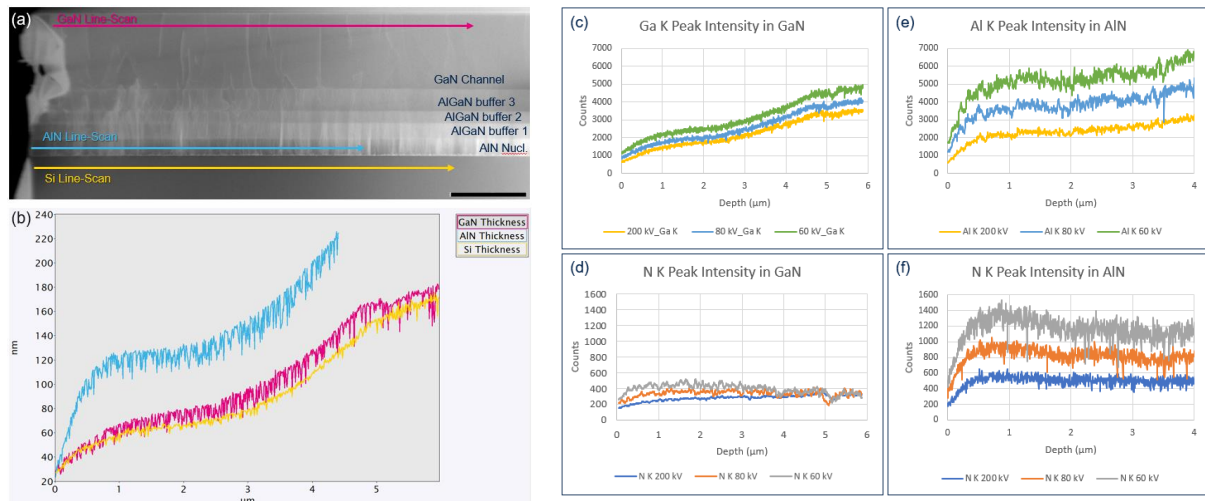 (a)
GaN Line-Scan
GaN Channel
AlGaN buffer 3
AlGaN buffer 2
AlGaN buffer 1
AlN Line-Scan
AlN Nucl.
Si Line-Scan
(b)
240
220
200
180
160
140
120
100
80
60
40
20
nm
0
1
2
3
4
5
µm
GaN Thickness
AlN Thickness
Si Thickness
(c)
Ga K Peak Intensity in GaN
7000
6000
5000
4000
3000
2000
1000
0
Counts
0 1 2 3 4 5 6
Depth (µm)
200 kV_Ga K 80 kV_Ga K 60 kV_Ga K
(e)
Al K Peak Intensity in AlN
7000
6000
5000
4000
3000
2000
1000
0
Counts
0 1 2 3 4
Depth (µm)
Al K 200 kV Al K 80 kV Al K 60 kV
(d)
N K Peak Intensity in GaN
1600
1400
1200
1000
800
600
400
200
0
Counts
0 1 2 3 4 5 6
Depth (µm)
N K 200 kV N K 80 kV N K 60 kV
(f)
N K Peak Intensity in AlN
1600
1400
1200
1000
800
600
400
200
0
Counts
0 1 2 3 4
Depth (µm)
N K 200 kV N K 80 kV N K 60 kV